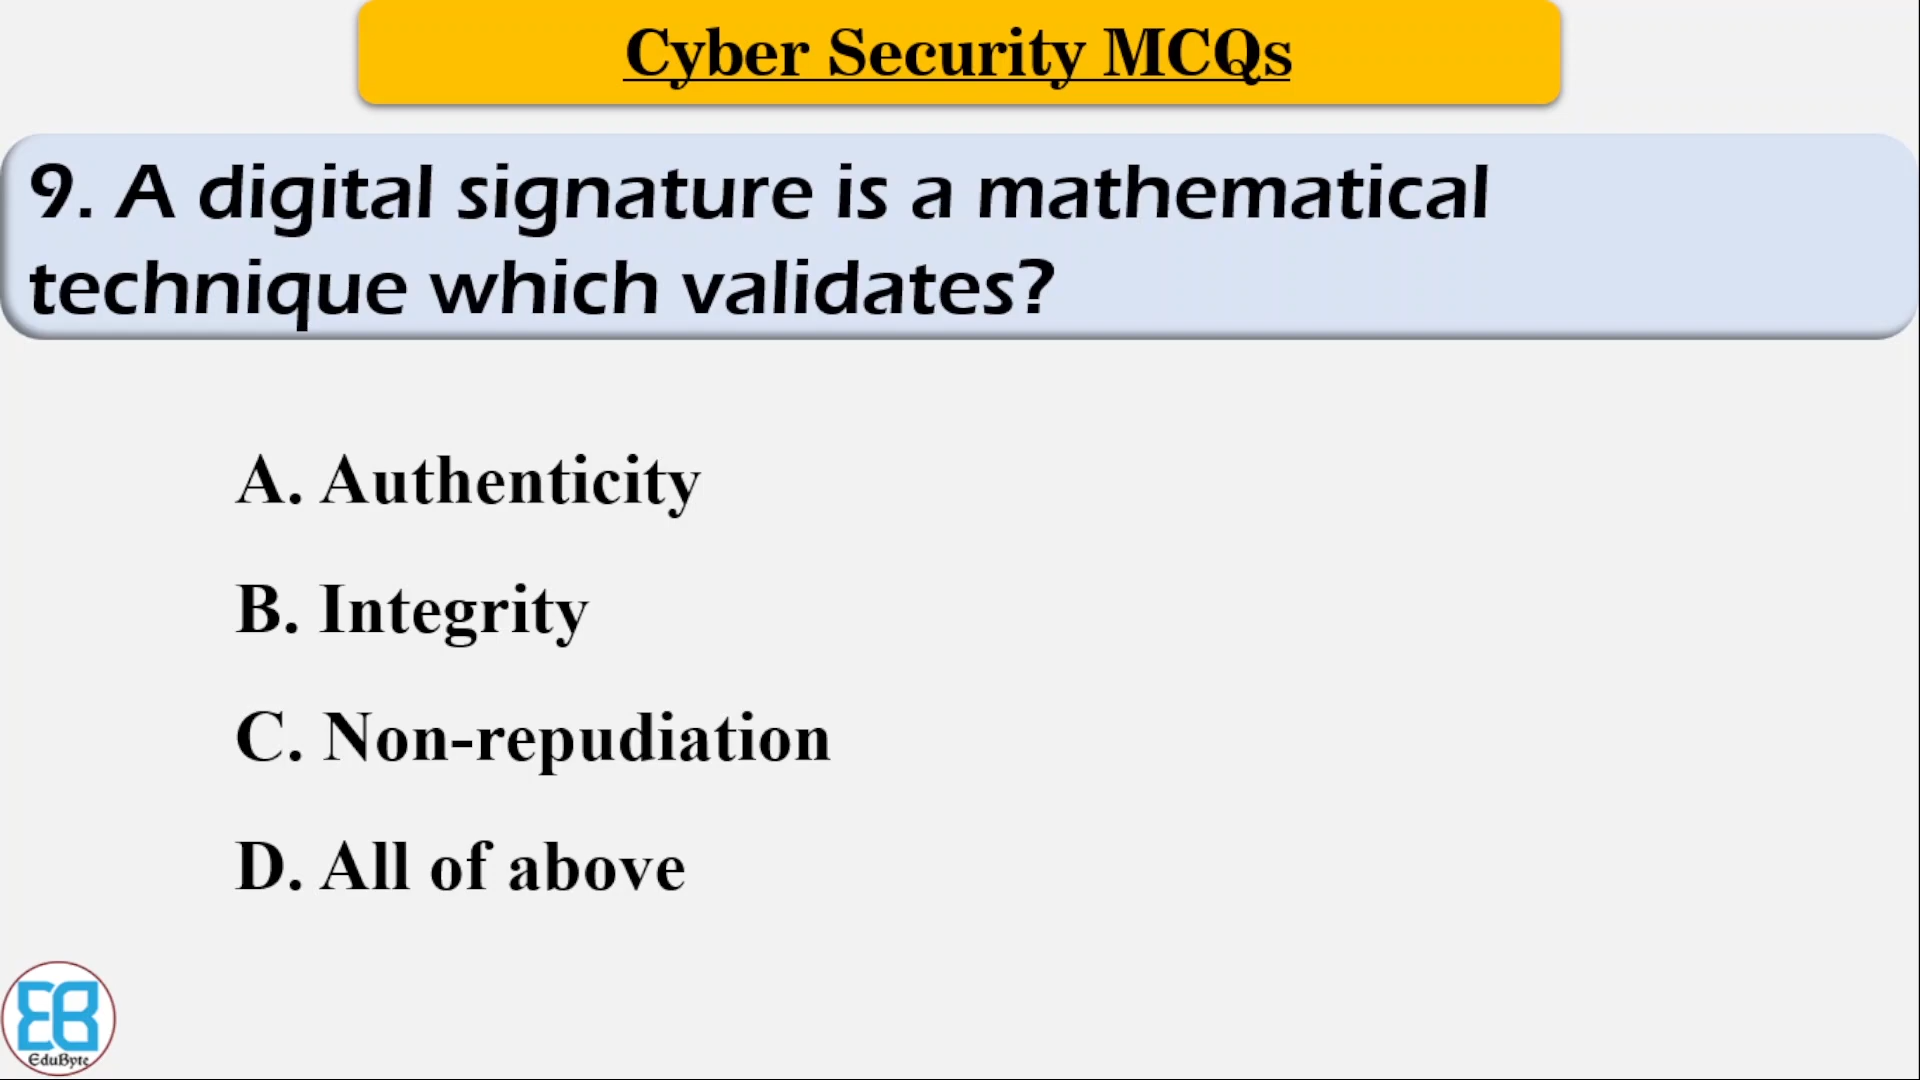 Cyber Security MCQs
9. A digital signature is a mathematical
technique which validates?
A. Authenticity
B. Integrity
C. Non-repudiation
D. All of above
EB
EduByte